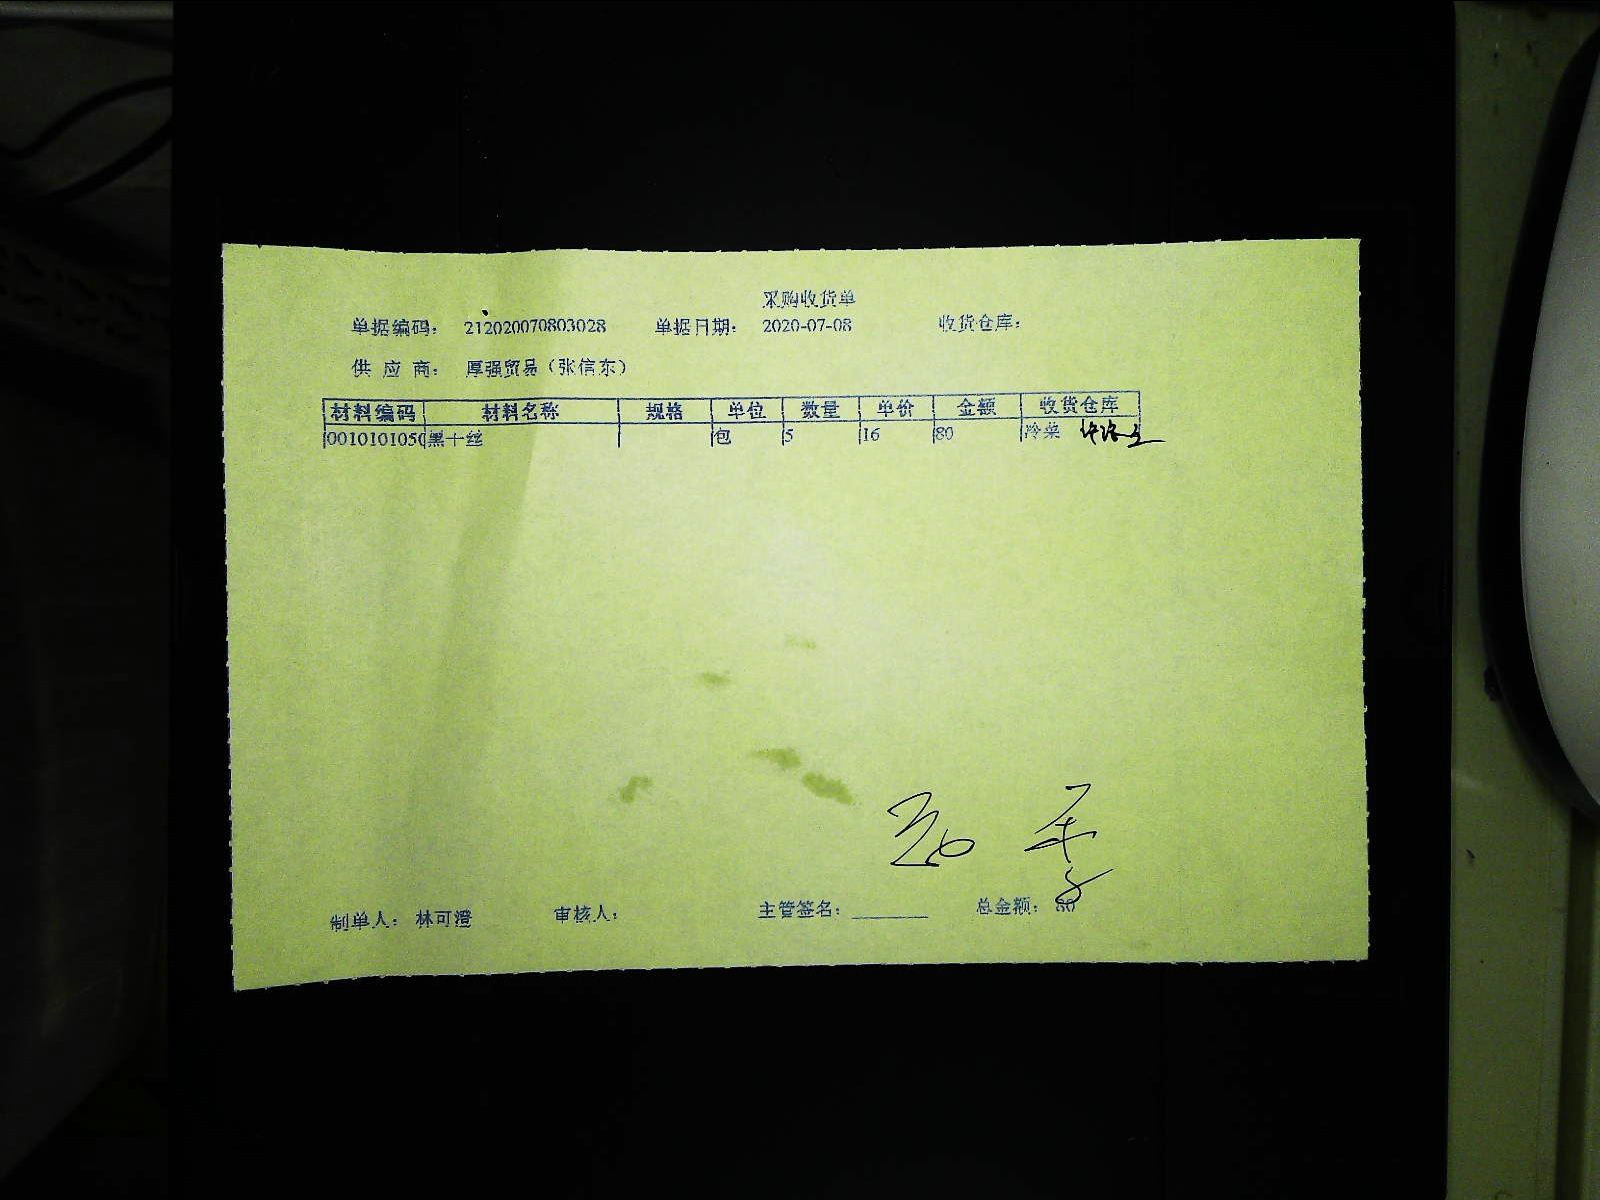 采购收货单
单据编码： 212020070803028 单据日期： 2020-07-08 收货仓库：
供 应 商： 厚强贸易（张信东）
材料编码 材料名称 规格 单位 数量 单价 金额 收货仓库
0010101050 黑十丝 包 5 16 80 冷菜
制单人： 林可澄 审核人： 主管签名： 总金额： 80